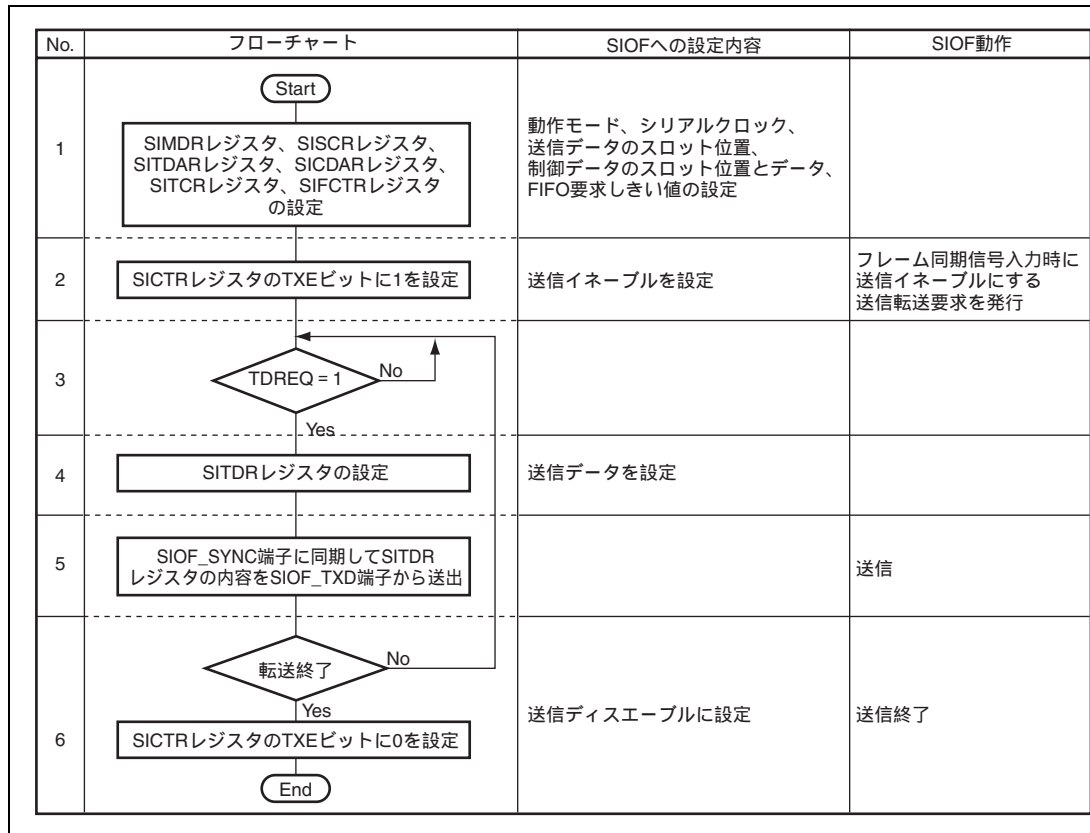 No.
フローチャート
SIOFへの設定内容
SIOF動作
1
Start
SIMDRレジスタ、SISCRレジスタ、
SITDARレジスタ、SICDARレジスタ、
SITCRレジスタ、SIFCTRレジスタ
の設定
動作モード、シリアルクロック、
送信データのスロット位置、
制御データのスロット位置とデータ、
FIFO要求しきい値の設定
2
SICTRレジスタのTXEビットに1を設定
送信イネーブルを設定
フレーム同期信号入力時に
送信イネーブルにする
送信転送要求を発行
3
TDREQ = 1
No
Yes
4
SITDRレジスタの設定
送信データを設定
5
SIOF_SYNC端子に同期してSITDR
レジスタの内容をSIOF_TXD端子から送出
送信
6
転送終了
No
Yes
SICTRレジスタのTXEビットに0を設定
End
送信ディスエーブルに設定
送信終了